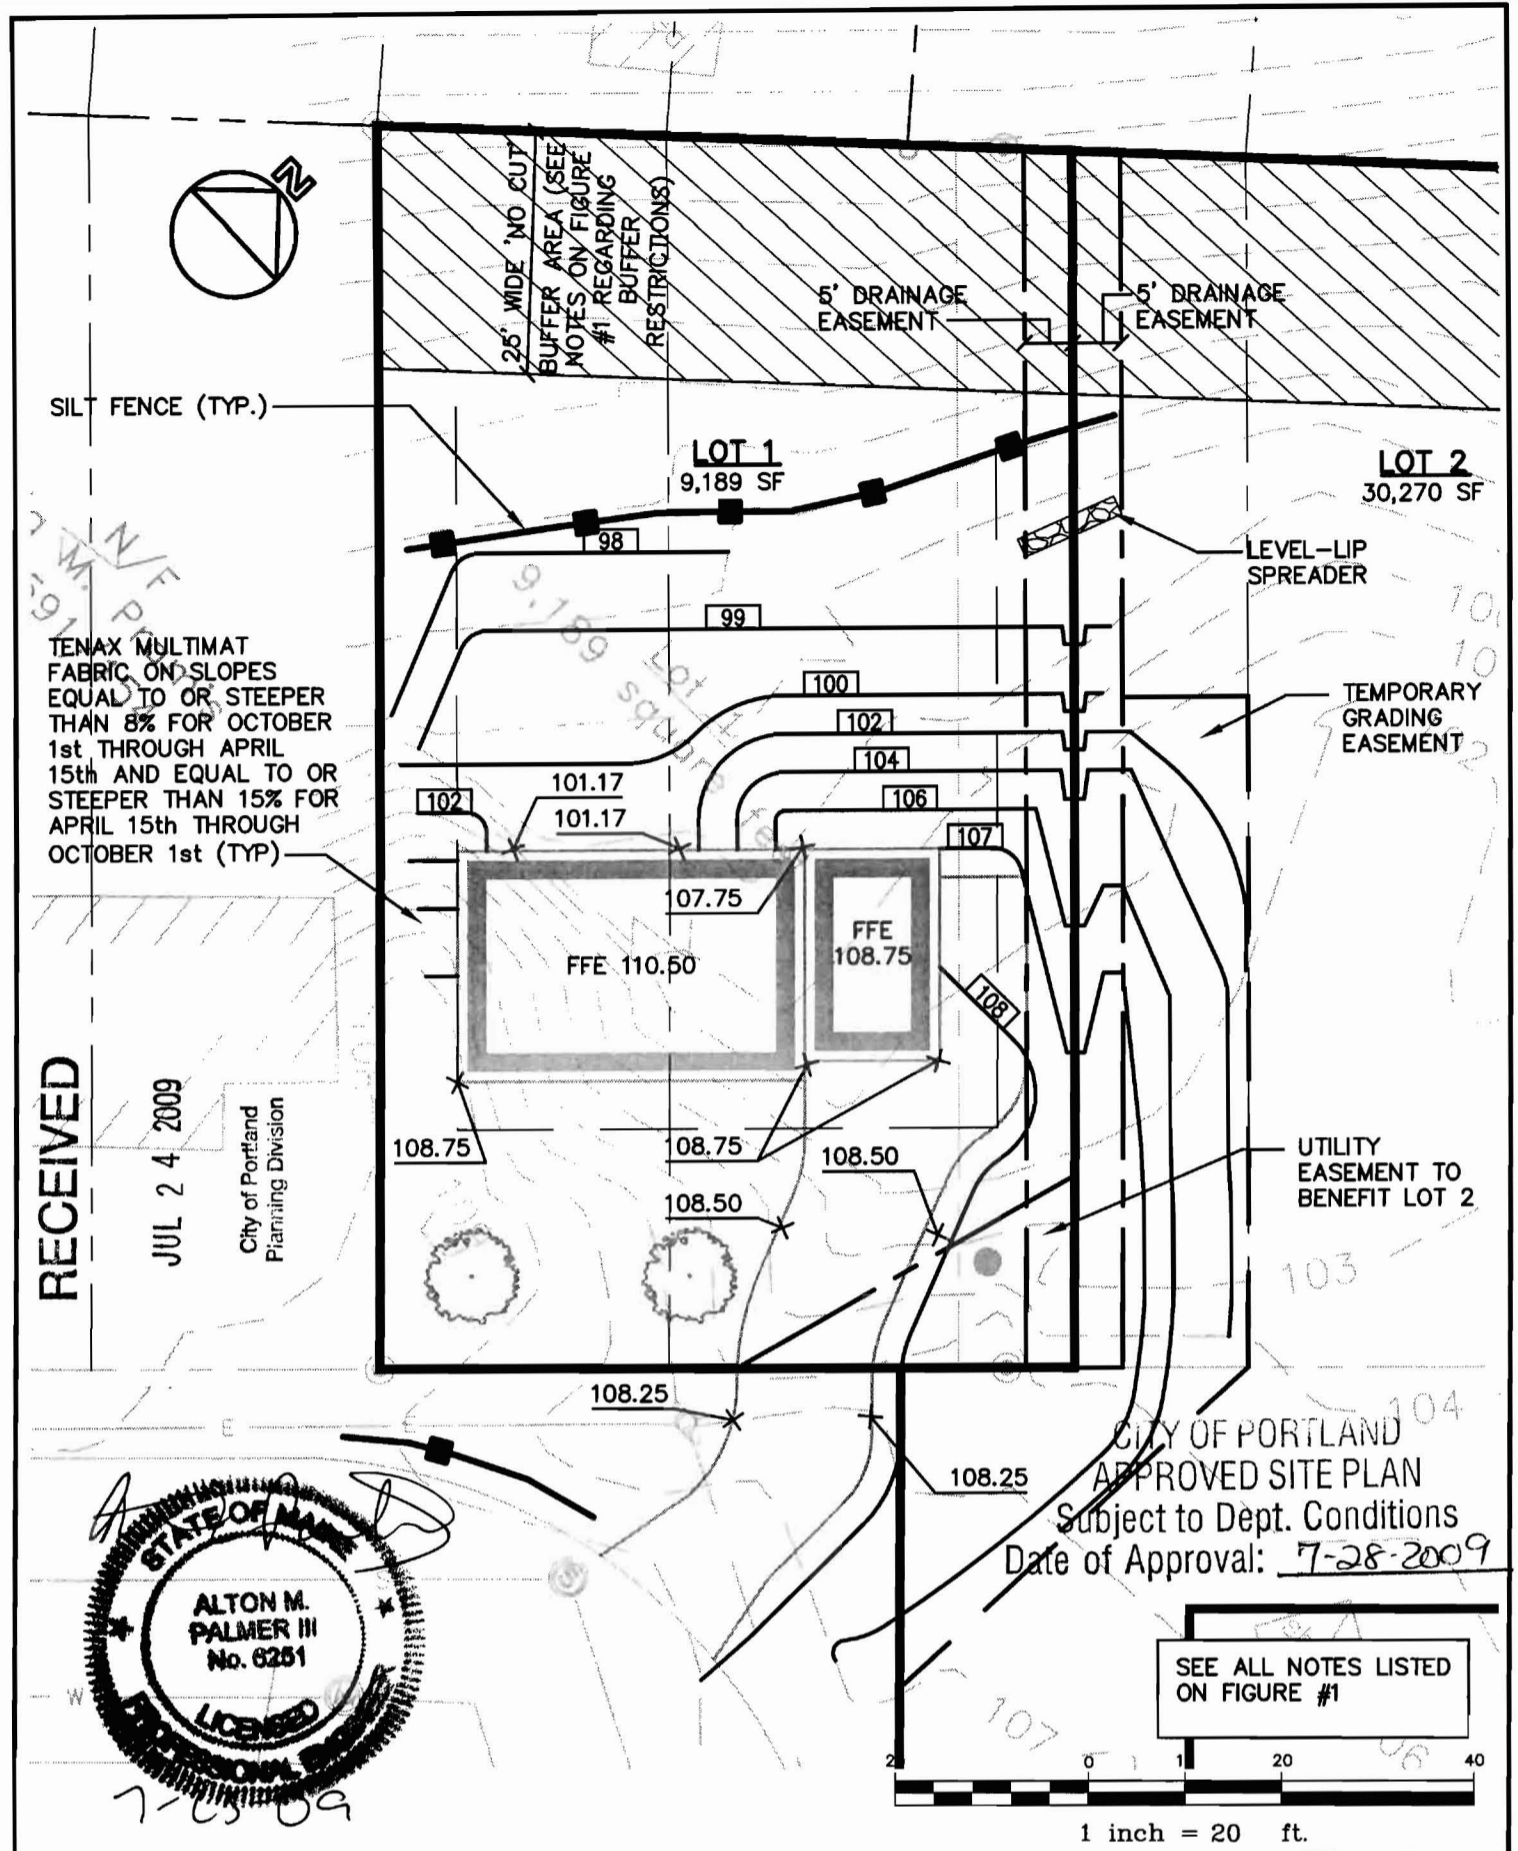 N
25' WIDE 'NO CUT'
BUFFER AREA (SEE
NOTES ON FIGURE
#1 REGARDING
BUFFER
RESTRICTIONS)
5' DRAINAGE
EASEMENT
5' DRAINAGE
EASEMENT
SILT FENCE (TYP.)
LOT 1
9,189 SF
LOT 2
30,270 SF
98
LEVEL-LIP
SPREADER
N/F
99
9,189
square
Lot
TENAX MULTIMAT
FABRIC ON SLOPES
EQUAL TO OR STEEPER
THAN 8% FOR OCTOBER
1st THROUGH APRIL
15th AND EQUAL TO OR
STEEPER THAN 15% FOR
APRIL 15th THROUGH
OCTOBER 1st (TYP)
100
102
104
106
107
102
101.17
101.17
TEMPORARY
GRADING
EASEMENT
107.75
FFE 110.50
FFE
108.75
108
RECEIVED
JUL 24 2009
City of Portland
Planning Division
108.75
108.75
108.50
108.50
UTILITY
EASEMENT TO
BENEFIT LOT 2
103
104
108.25
108.25
CITY OF PORTLAND
APPROVED SITE PLAN
Subject to Dept. Conditions
Date of Approval: 7-28-2009
STATE OF MAINE
ALTON M.
PALMER III
No. 6251
LICENSED
PROFESSIONAL ENGINEER
E
E
W
107
SEE ALL NOTES LISTED
ON FIGURE #1
0
20
40
1 inch = 20 ft.